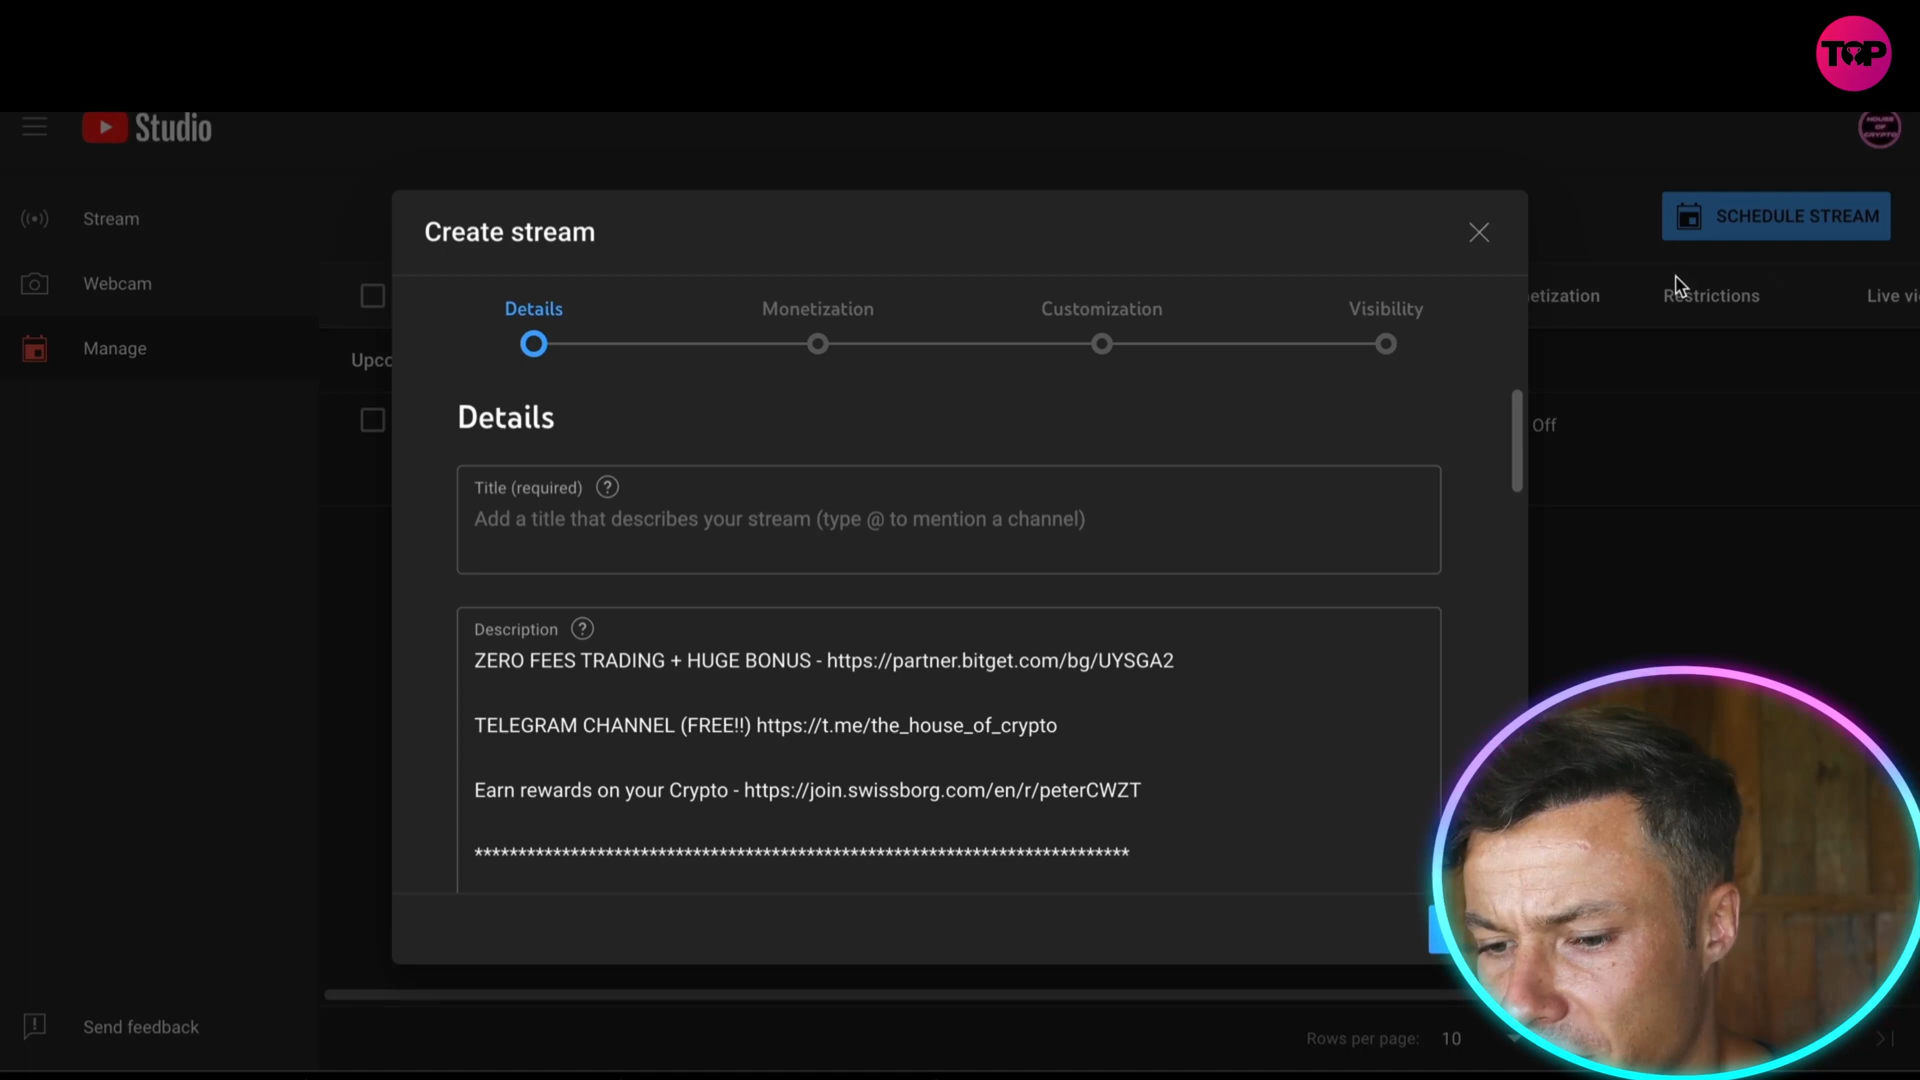 TOP
Studio
HOUSE
OF
CRYPTO
Stream
Create stream
SCHEDULE STREAM
Webcam
Details
Monetization
Customization
Visibility
etization
Restrictions
Live vi
Manage
Upco
Details
Off
Title (required) ?
Add a title that describes your stream (type @ to mention a channel)
Description ?
ZERO FEES TRADING + HUGE BONUS - https://partner.bitget.com/bg/UYSGA2
TELEGRAM CHANNEL (FREE!!) https://t.me/the_house_of_crypto
Earn rewards on your Crypto - https://join.swissborg.com/en/r/peterCWZT
***************************************************************************
Send feedback
Rows per page: 10